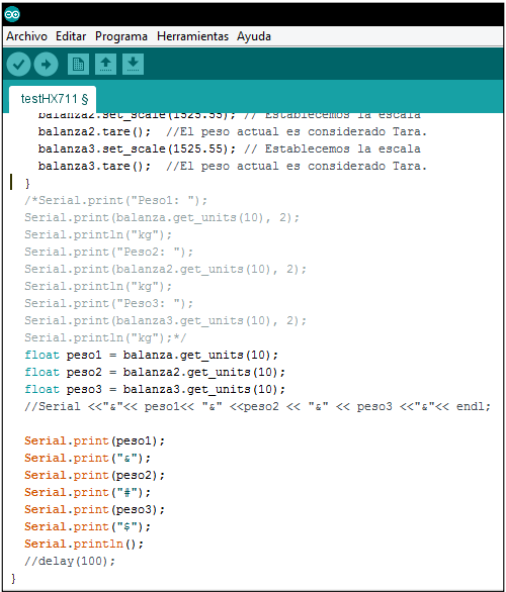 Archivo Editar Programa Herramientas Ayuda
testHX711 §
balanza2.set_scale(1525.55); // Establecemos la escala
balanza2.tare(); //El peso actual es considerado Tara.
balanza3.set_scale(1525.55); // Establecemos la escala
balanza3.tare(); //El peso actual es considerado Tara.
}
/*Serial.print("Peso1: ");
Serial.print(balanza.get_units(10), 2);
Serial.println("kg");
Serial.print("Peso2: ");
Serial.print(balanza2.get_units(10), 2);
Serial.println("kg");
Serial.print("Peso3: ");
Serial.print(balanza3.get_units(10), 2);
Serial.println("kg");*/
float peso1 = balanza.get_units(10);
float peso2 = balanza2.get_units(10);
float peso3 = balanza3.get_units(10);
//Serial <<"&"<< peso1<< "&" <<peso2 << "&" << peso3 <<"&"<< endl;
Serial.print(peso1);
Serial.print("&");
Serial.print(peso2);
Serial.print("#");
Serial.print(peso3);
Serial.print("$");
Serial.println();
//delay(100);
}